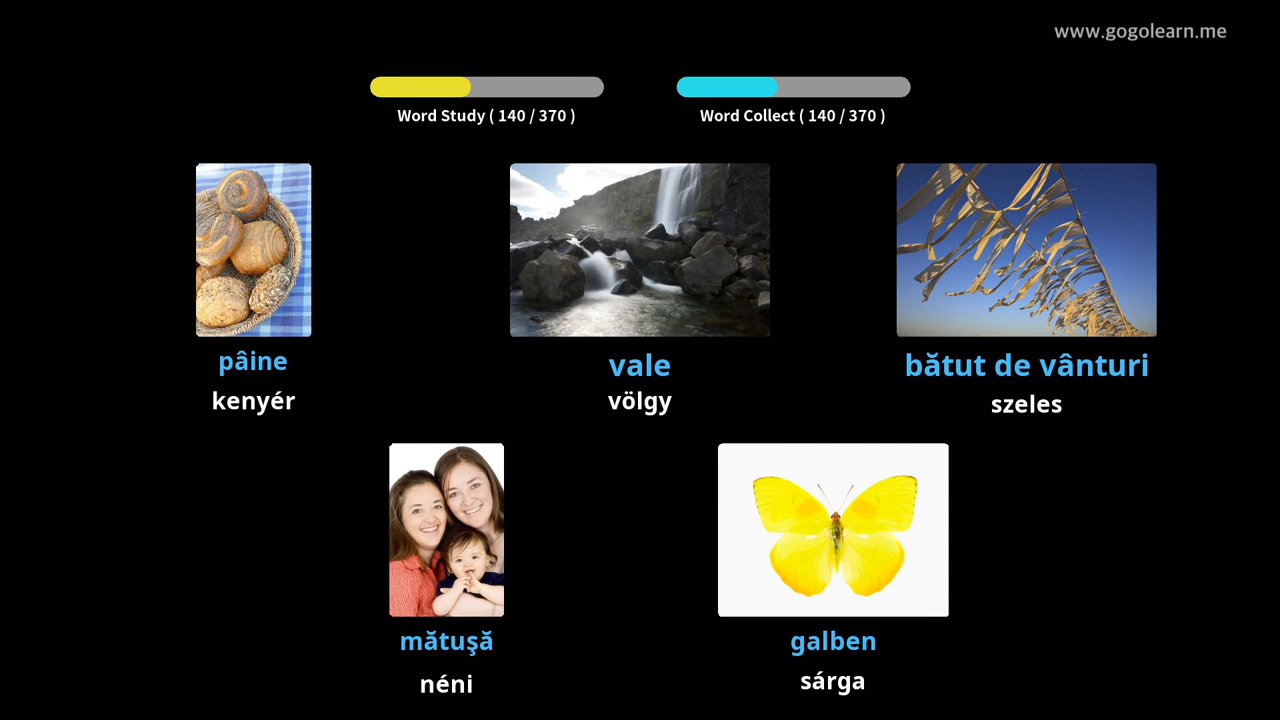 www.gogolearn.me
Word Study ( 140 / 370 )
Word Collect ( 140 / 370 )
pâine
kenyér
vale
völgy
bătut de vânturi
szeles
mătuşă
néni
galben
sárga